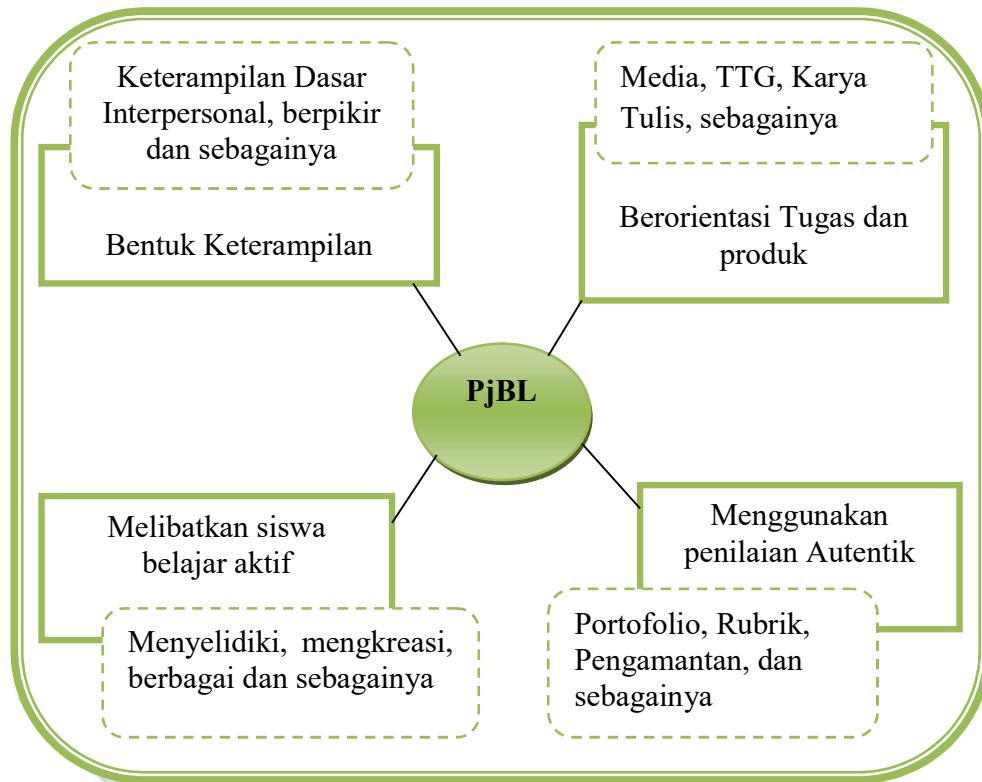 Keterampilan Dasar
Interpersonal, berpikir
dan sebagainya
Bentuk Keterampilan
Media, TTG, Karya
Tulis, sebagainya
Berorientasi Tugas dan
produk
PjBL
Melibatkan siswa
belajar aktif
Menyelidiki, mengkreasi,
berbagai dan sebagainya
Menggunakan
penilaian Autentik
Portofolio, Rubrik,
Pengamantan, dan
sebagainya